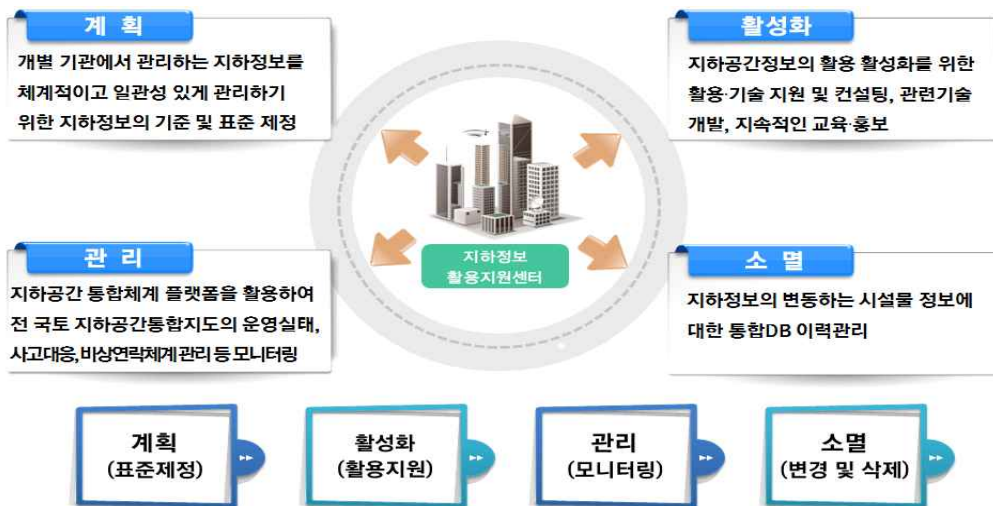 계 획
개별 기관에서 관리하는 지하정보를
체계적이고 일관성 있게 관리하기
위한 지하정보의 기준 및 표준 제정
활성화
지하공간정보의 활용 활성화를 위한
활용·기술 지원 및 컨설팅, 관련기술
개발, 지속적인 교육·홍보
지하정보
활용지원센터
관 리
지하공간 통합체계 플랫폼을 활용하여
전 국토 지하공간통합지도의 운영실태,
사고대응, 비상연락체계관리 등 모니터링
소 멸
지하정보의 변동하는 시설물 정보에
대한 통합DB 이력관리
계획
(표준제정)
활성화
(활용지원)
관리
(모니터링)
소멸
(변경 및 삭제)